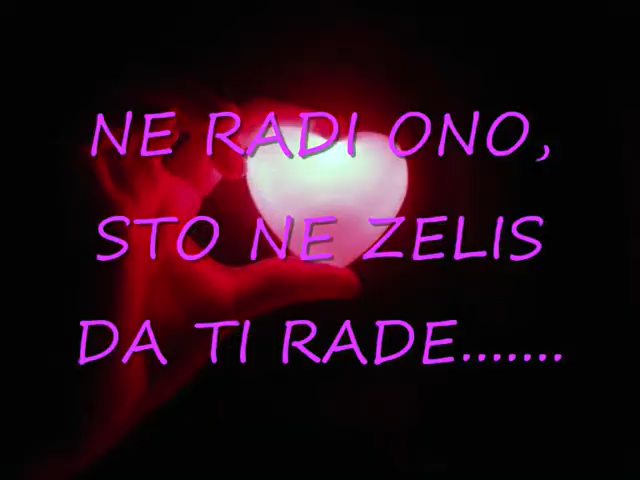 NE RADI ONO,
STO NE ZELIS
DA TI RADE.......